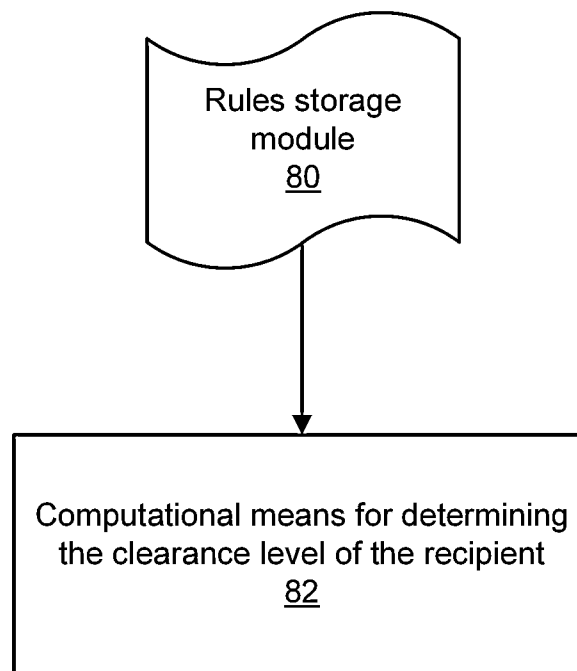 Rules storage
module
80
Computational means for determining
the clearance level of the recipient
82